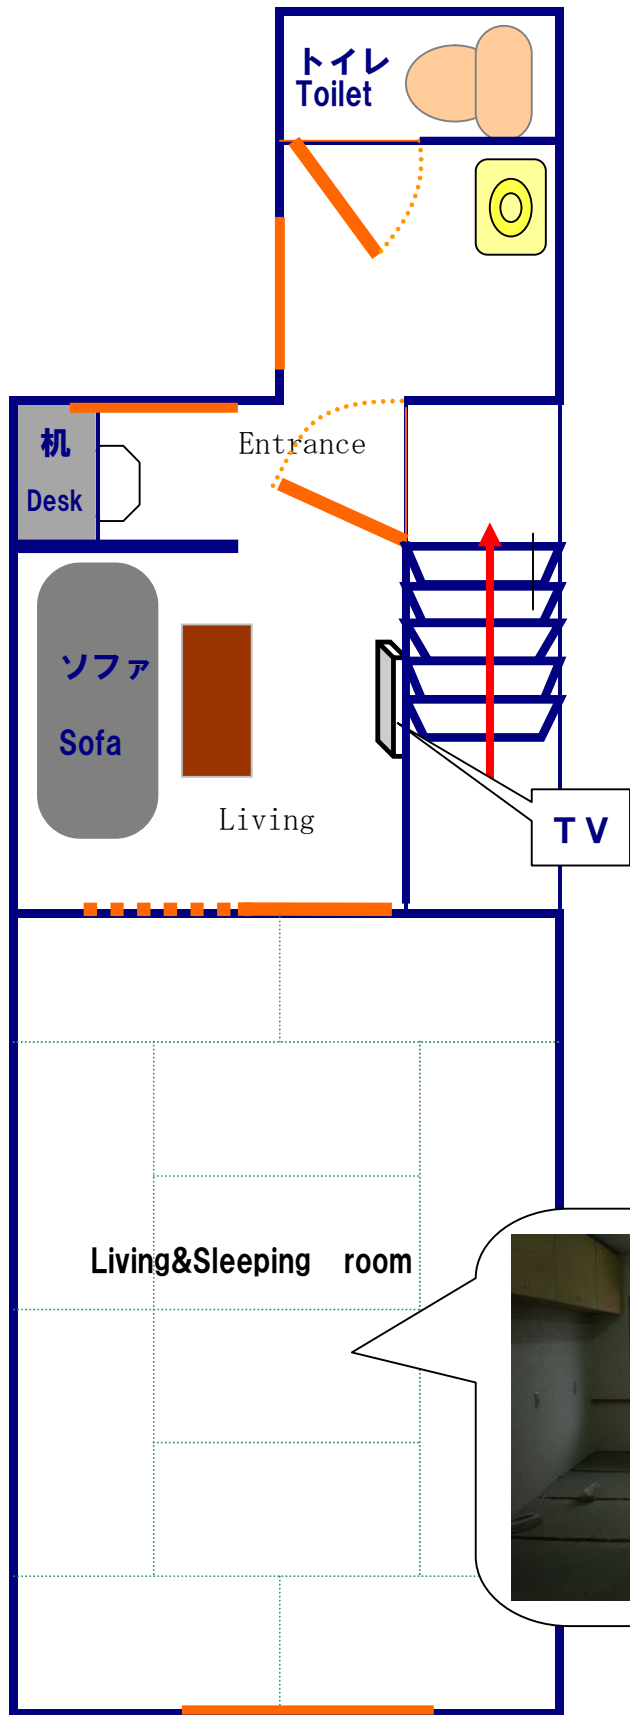 トイレ
Toilet
Entrance
机
Desk
ソファ
Sofa
Living
ＴＶ
Living&Sleeping　room